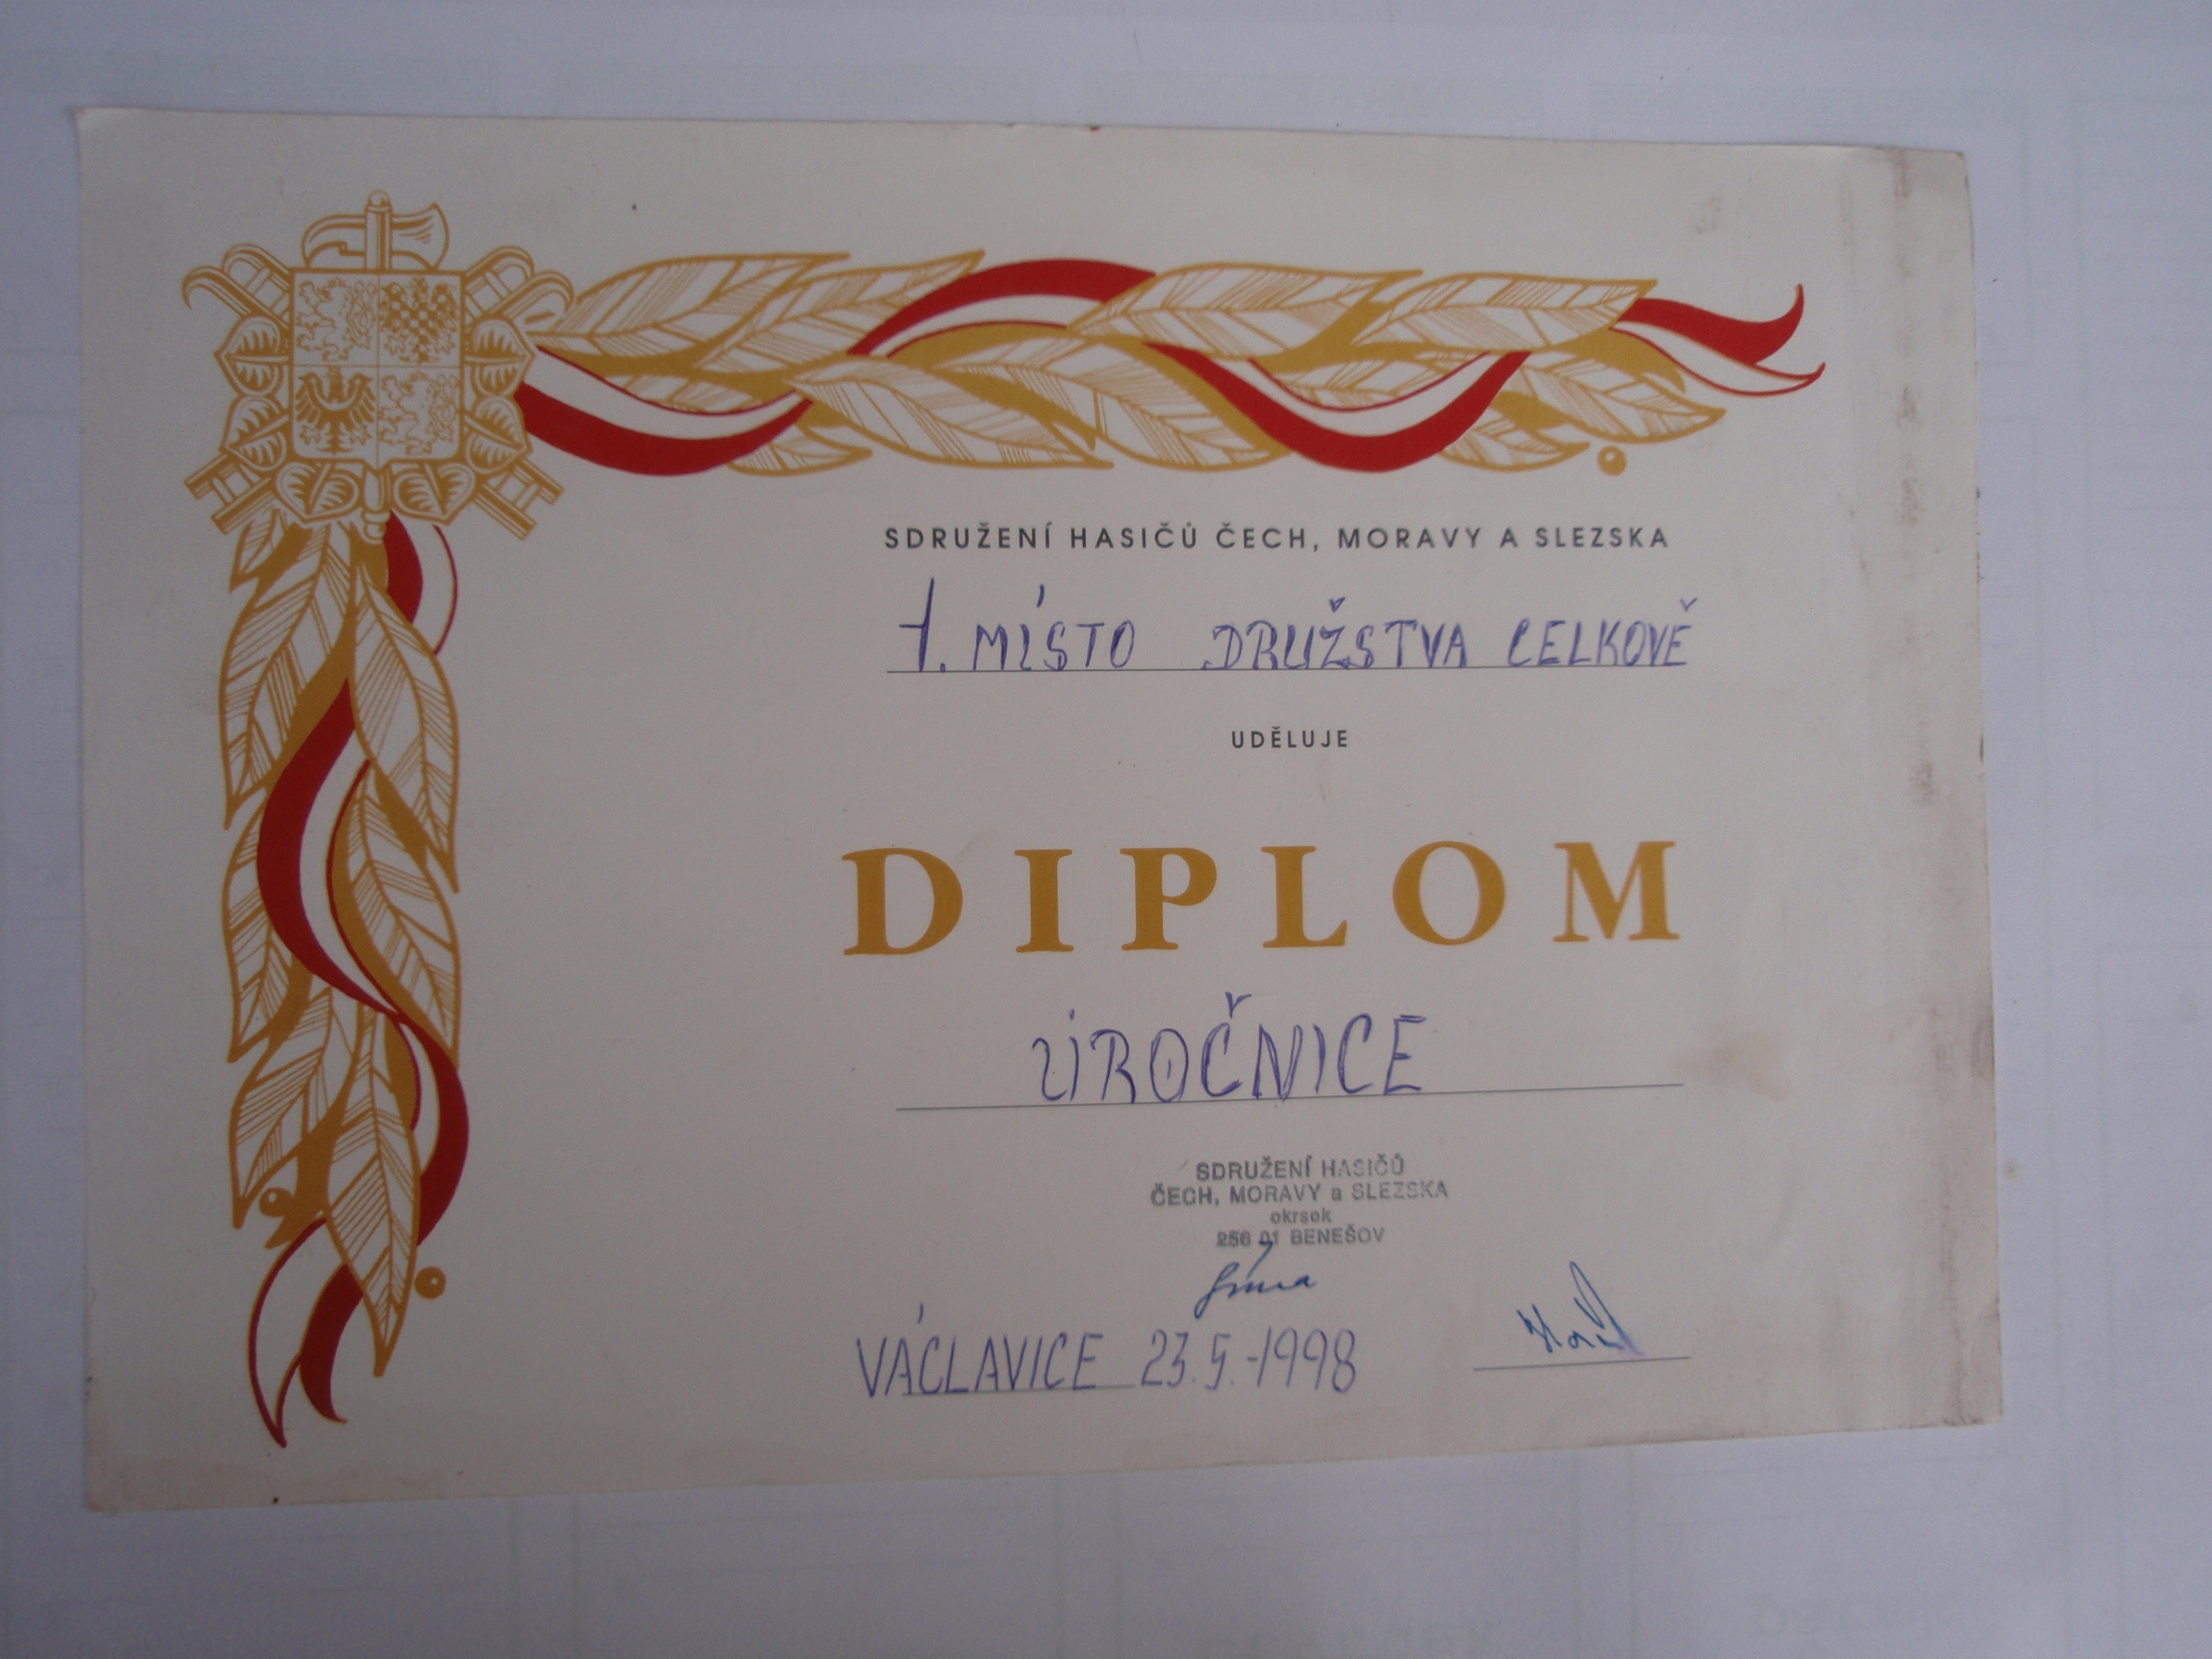 SDRUŽENÍ HASIČŮ ČECH, MORAVY A SLEZSKA
1. MÍSTO DRUŽSTVA CELKOVĚ
UDĚLUJE
DIPLOM
ÚROČNICE
SDRUŽENÍ HASIČŮ
ČECH, MORAVY a SLEZSKA
okrsek
256 01 BENEŠOV
VÁCLAVICE 23.5.-1998